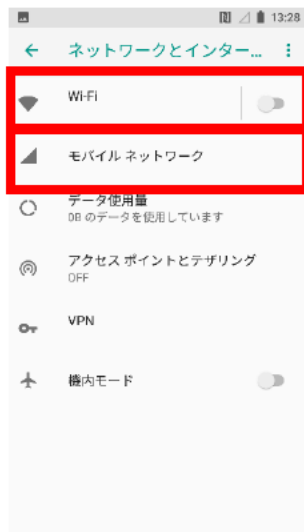 13:28
ネットワークとインター...
Wi-Fi
モバイル ネットワーク
データ使用量
0B のデータを使用しています
アクセス ポイントとテザリング
OFF
VPN
機内モード